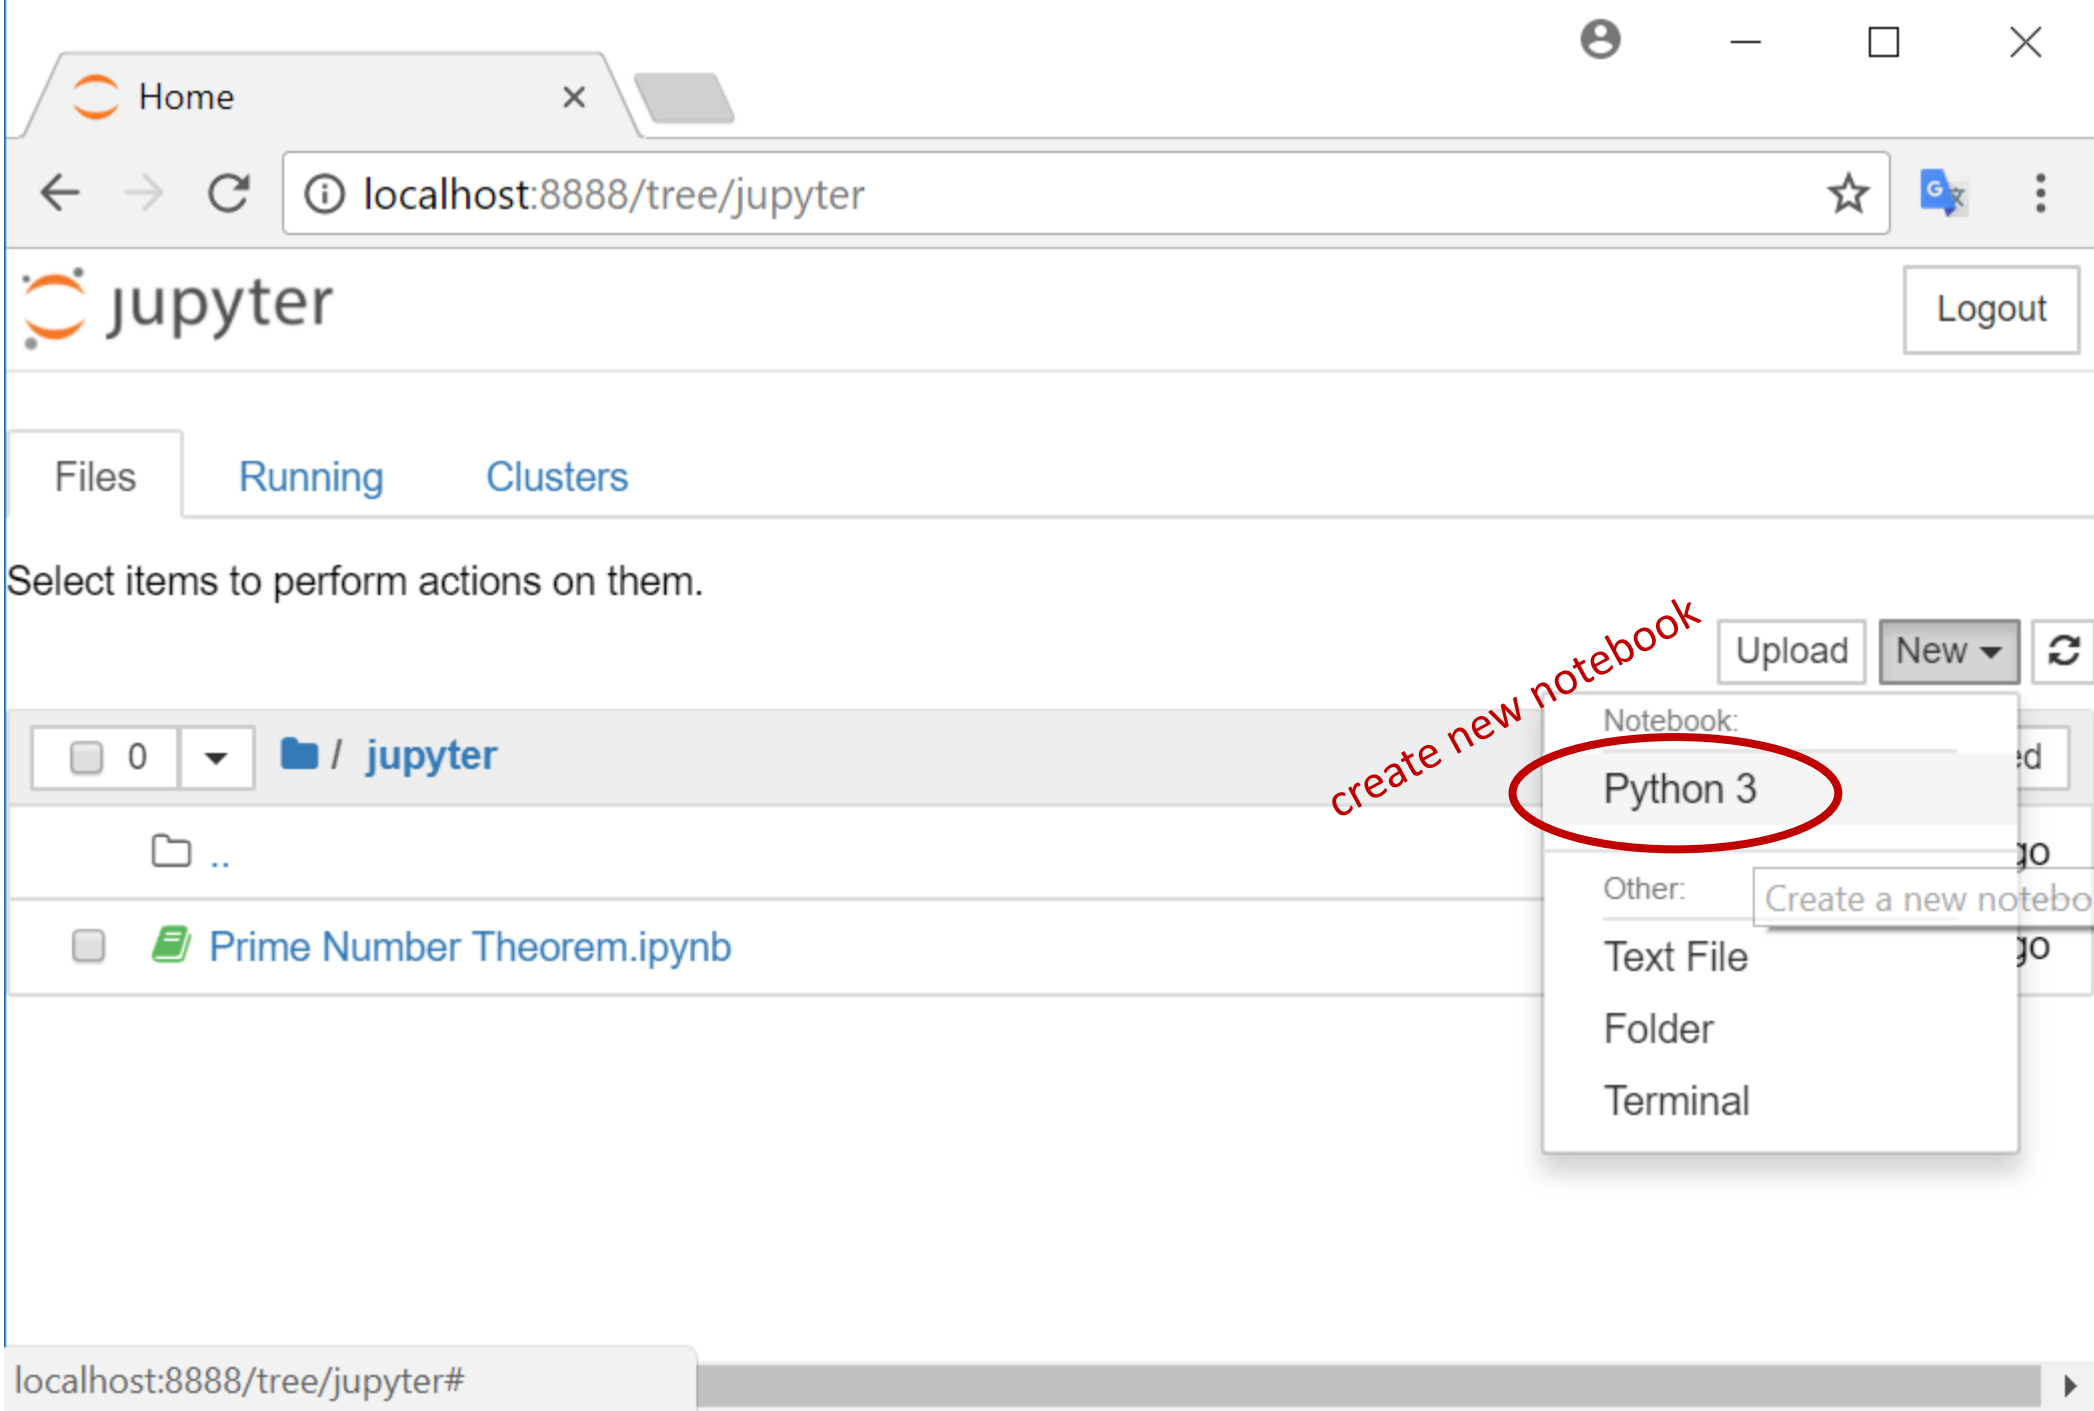 Home
localhost:8888/tree/jupyter
jupyter
Logout
Files Running Clusters
Select items to perform actions on them.
create new notebook
Upload New
0 / jupyter
Notebook:
Python 3
..
Other:
Create a new notebo
Prime Number Theorem.ipynb
Text File
Folder
Terminal
localhost:8888/tree/jupyter#